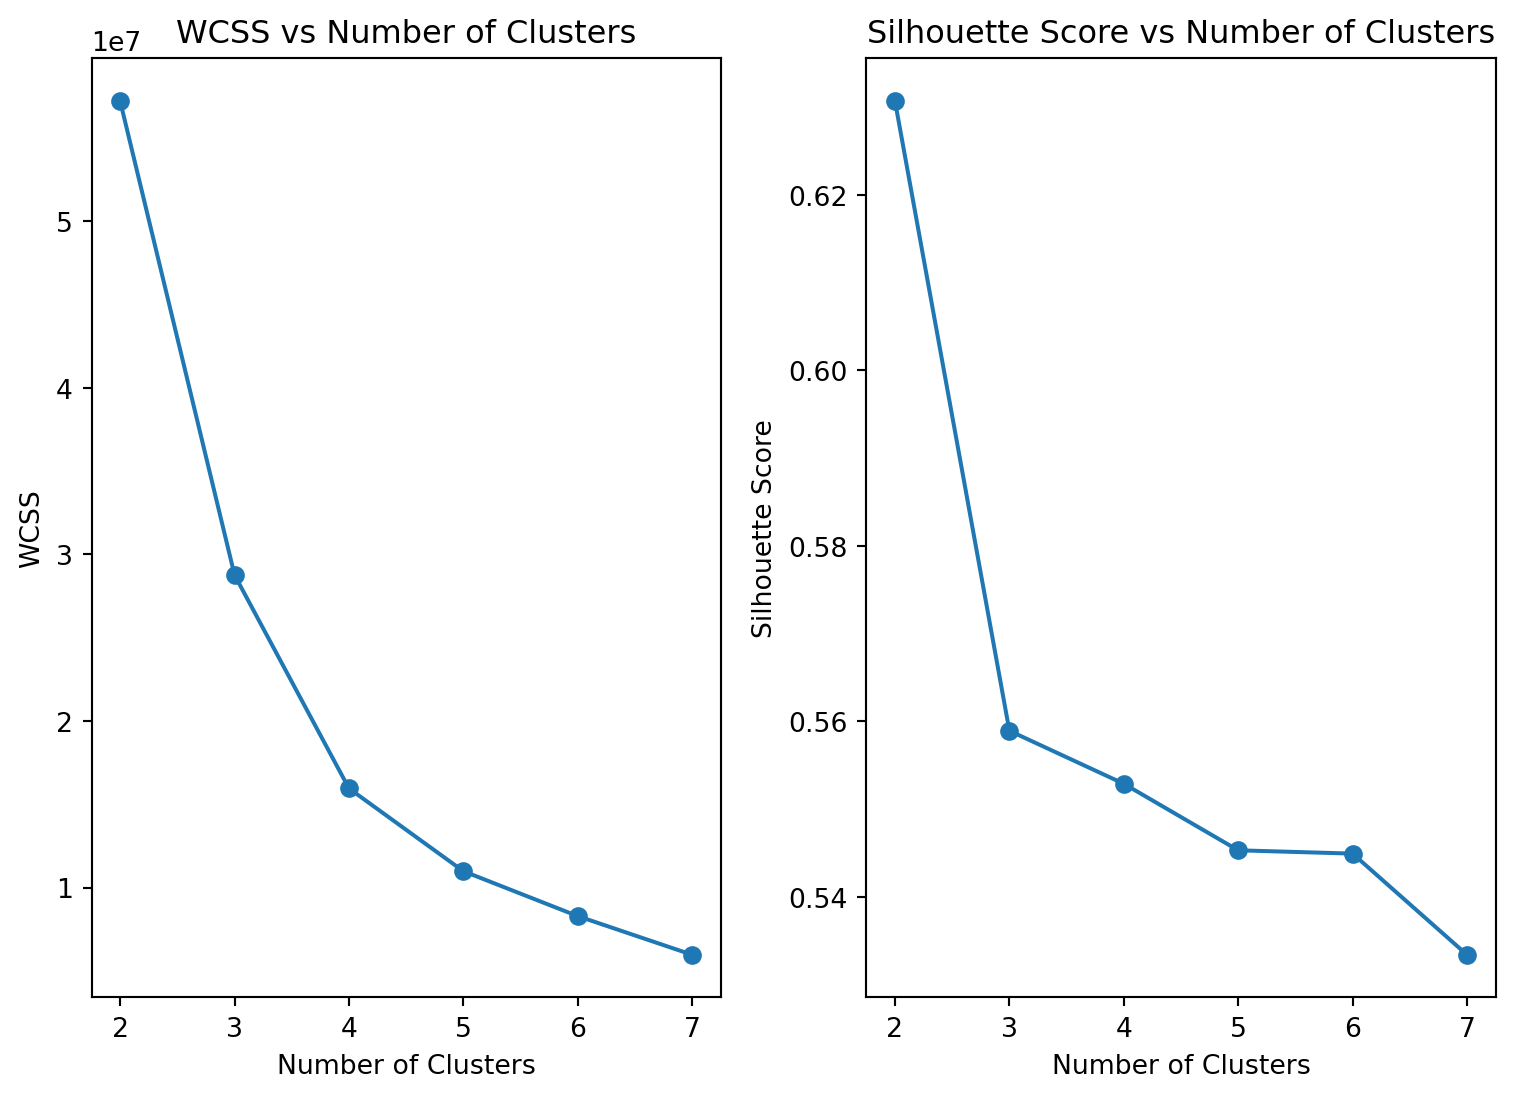 WCSS vs Number of Clusters
1e7
5
4
3
2
1
WCSS
2 3 4 5 6 7
Number of Clusters
Silhouette Score vs Number of Clusters
0.62
0.60
0.58
0.56
0.54
Silhouette Score
2 3 4 5 6 7
Number of Clusters